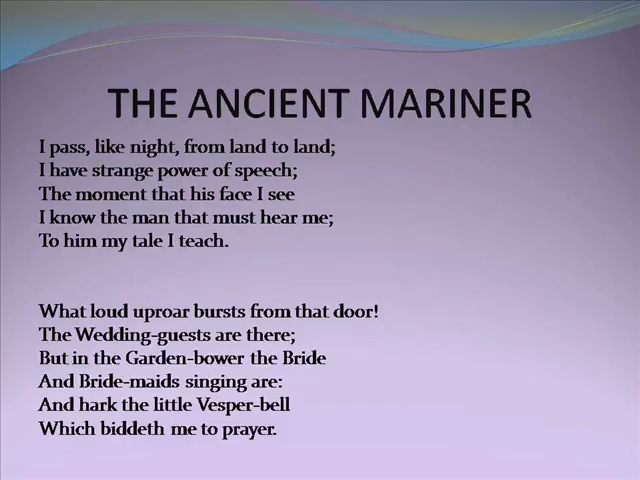 THE ANCIENT MARINER
I pass, like night, from land to land;
I have strange power of speech;
The moment that his face I see
I know the man that must hear me;
To him my tale I teach.
What loud uproar bursts from that door!
The Wedding-guests are there;
But in the Garden-bower the Bride
And Bride-maids singing are:
And hark the little Vesper-bell
Which biddeth me to prayer.